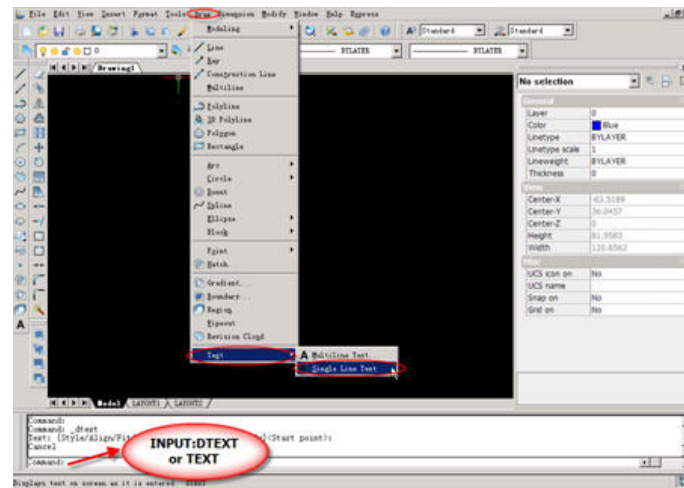 File Edit View Insert Format Tools Draw Dimension Modify Window Help Express
Standard
Standard
0
BYLAYER
BYLAYER
Drawing1
Modeling
Line
Ray
Construction Line
Multiline
Polyline
3D Polyline
Polygon
Rectangle
Arc
Circle
Donut
Spline
Ellipse
Block
Point
Hatch...
Gradient...
Boundary...
Region
Wipeout
Revision Cloud
Text
A Multiline Text...
Single Line Text
No selection
General
Layer 0
Color Blue
Linetype BYLAYER
Linetype scale 1
Lineweight BYLAYER
Thickness 0
View
Center-X -63.5189
Center-Y 36.0457
Center-Z 0
Height 81.9583
Width 120.6562
Misc
UCS icon on No
UCS name
Snap on No
Grid on No
Model LAYOUT1 LAYOUT2
Command:
Command: _dtext
Text: [Style/Align/Fit (Start point):
Cancel
Command:
INPUT:DTEXT
or TEXT
Displays text on screen as it is entered